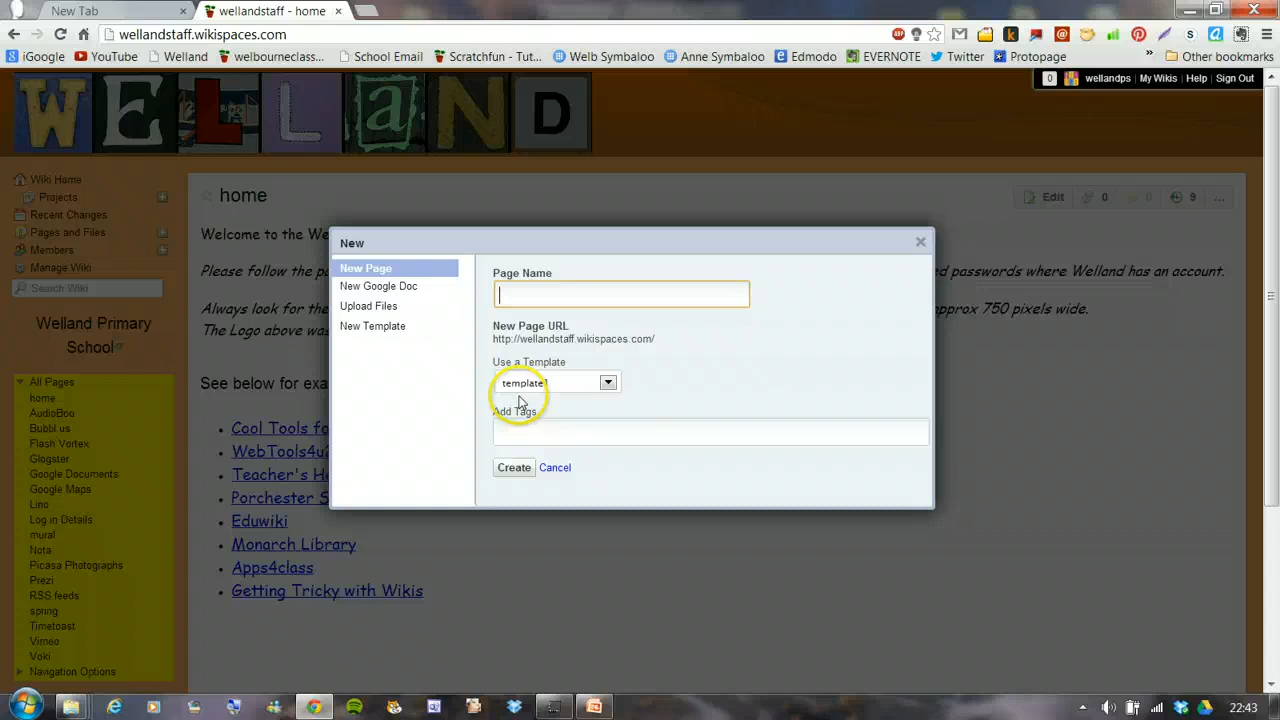 New Tab
wellandstaff - home
wellandstaff.wikispaces.com
iGoogle YouTube Welland welbourneclass... School Email Scratchfun - Tut... Welb Symbaloo Anne Symbaloo Edmodo EVERNOTE Twitter Protopage » Other bookmarks
WELLaND
0 wellandps My Wikis Help Sign Out
Wiki Home
Projects
Recent Changes
Pages and Files
Members
Manage Wiki
Search Wiki
Welland Primary
School
All Pages
home
AudioBoo
Bubbl.us
Flash Vortex
Glogster
Google Documents
Google Maps
Lino
Log in Details
mural
Nota
Picasa Photographs
Prezi
RSS feeds
spring
Timetoast
Vimeo
Voki
Navigation Options
home
Edit 0 0 9 ...
Welcome to the We
Please follow the p
d passwords where Welland has an account.
Always look for the
pprox 750 pixels wide.
The Logo above was
See below for exa
Cool Tools fo
WebTools4u2
Teacher's He
Porchester S
Eduwiki
Monarch Library
Apps4class
Getting Tricky with Wikis
New
New Page
New Google Doc
Upload Files
New Template
Page Name
New Page URL
http://wellandstaff.wikispaces.com/
Use a Template
template
Add Tags
Create Cancel
22:43